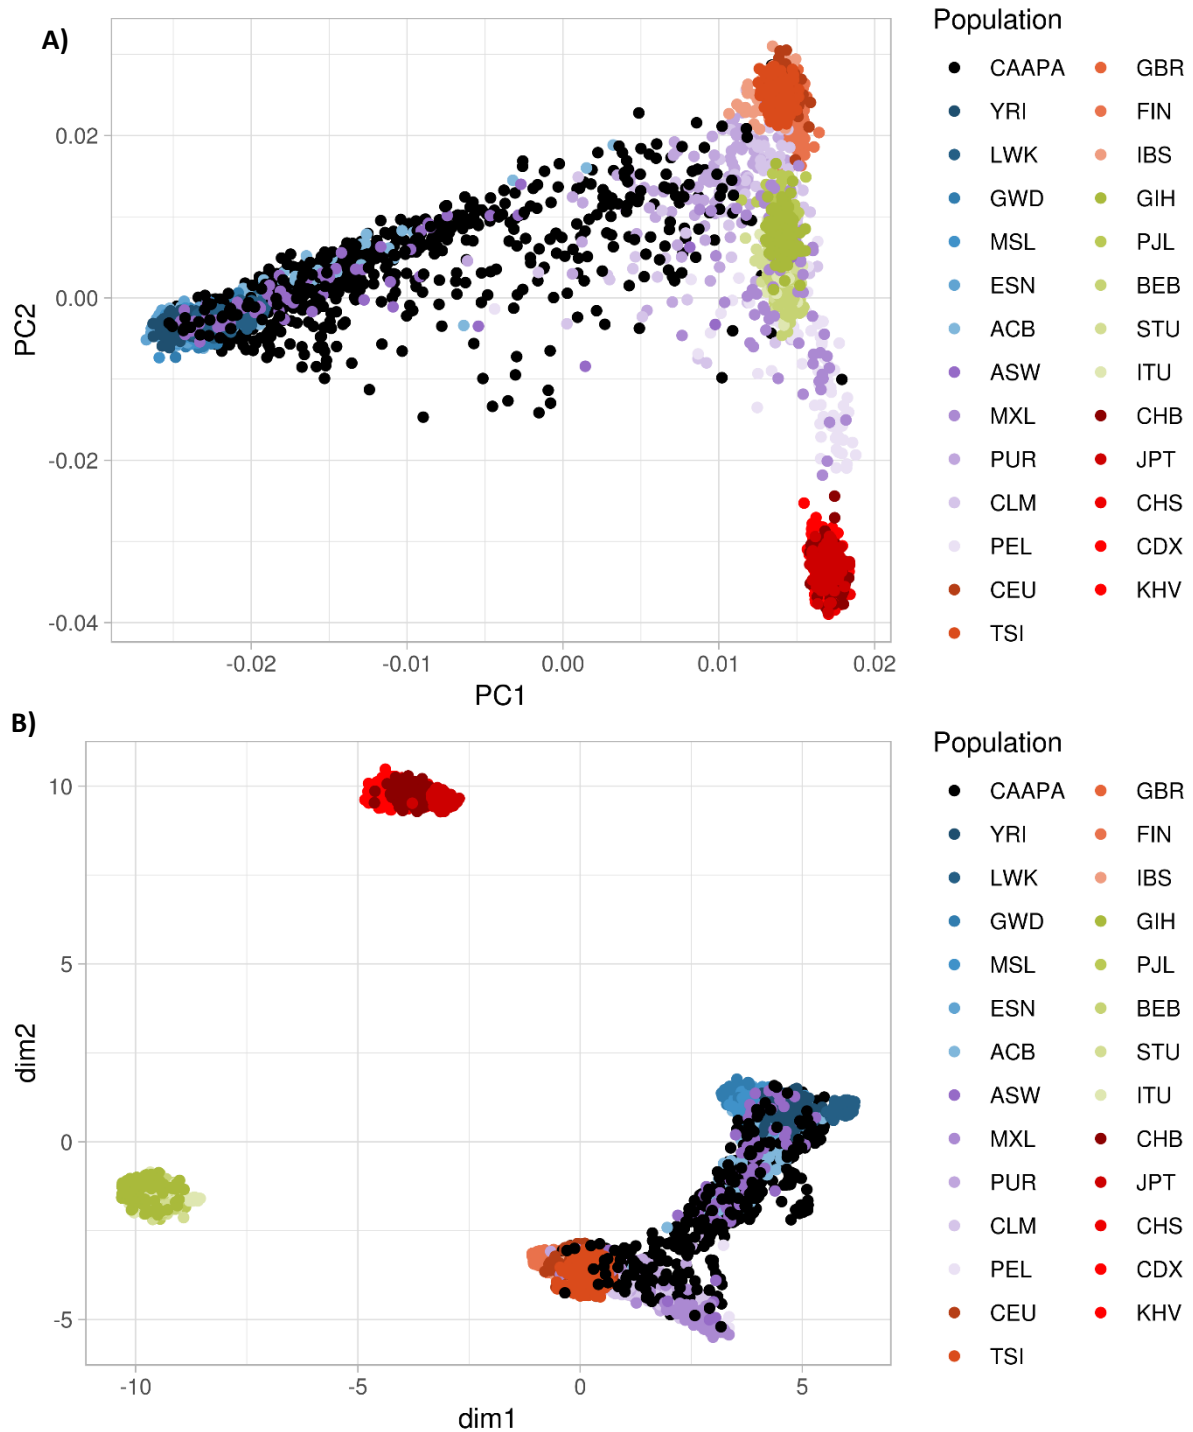 A)
Population
CAAPA GBR
YRI FIN
LWK IBS
GWD GIH
MSL PJL
ESN BEB
ACB STU
ASW ITU
MXL CHB
PUR JPT
CLM CHS
PEL CDX
CEU KHV
TSI
0.02
0.00
-0.02
-0.04
PC2
-0.02 -0.01 0.00 0.01 0.02
PC1
B)
Population
CAAPA GBR
YRI FIN
LWK IBS
GWD GIH
MSL PJL
ESN BEB
ACB STU
ASW ITU
MXL CHB
PUR JPT
CLM CHS
PEL CDX
CEU KHV
TSI
10
5
0
-5
dim2
-10 -5 0 5
dim1